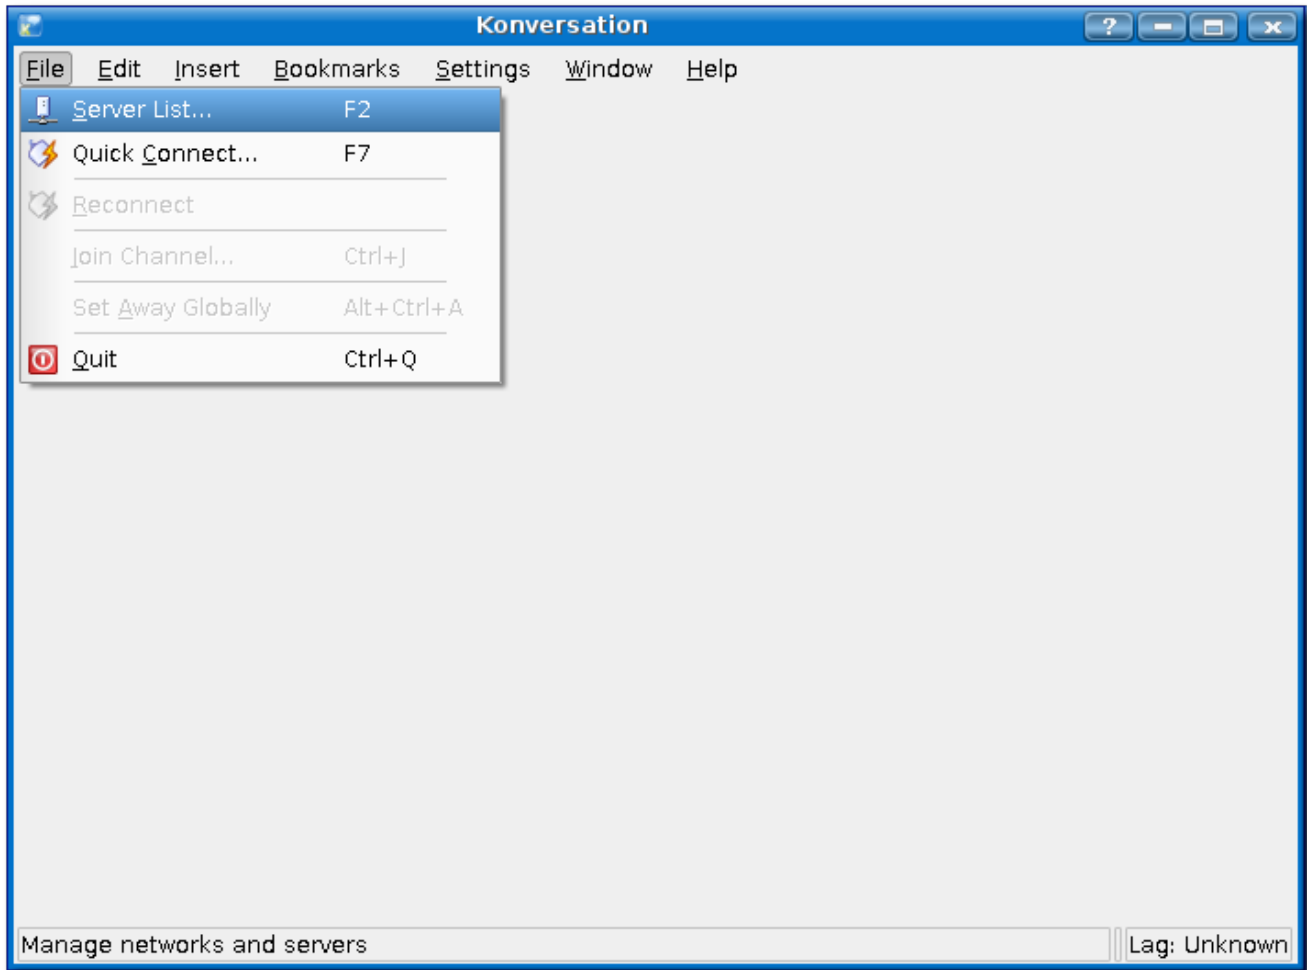 Konversation
File Edit Insert Bookmarks Settings Window Help
Server List... F2
Quick Connect... F7
Reconnect
Join Channel... Ctrl+J
Set Away Globally Alt+Ctrl+A
Quit Ctrl+Q
Manage networks and servers Lag: Unknown